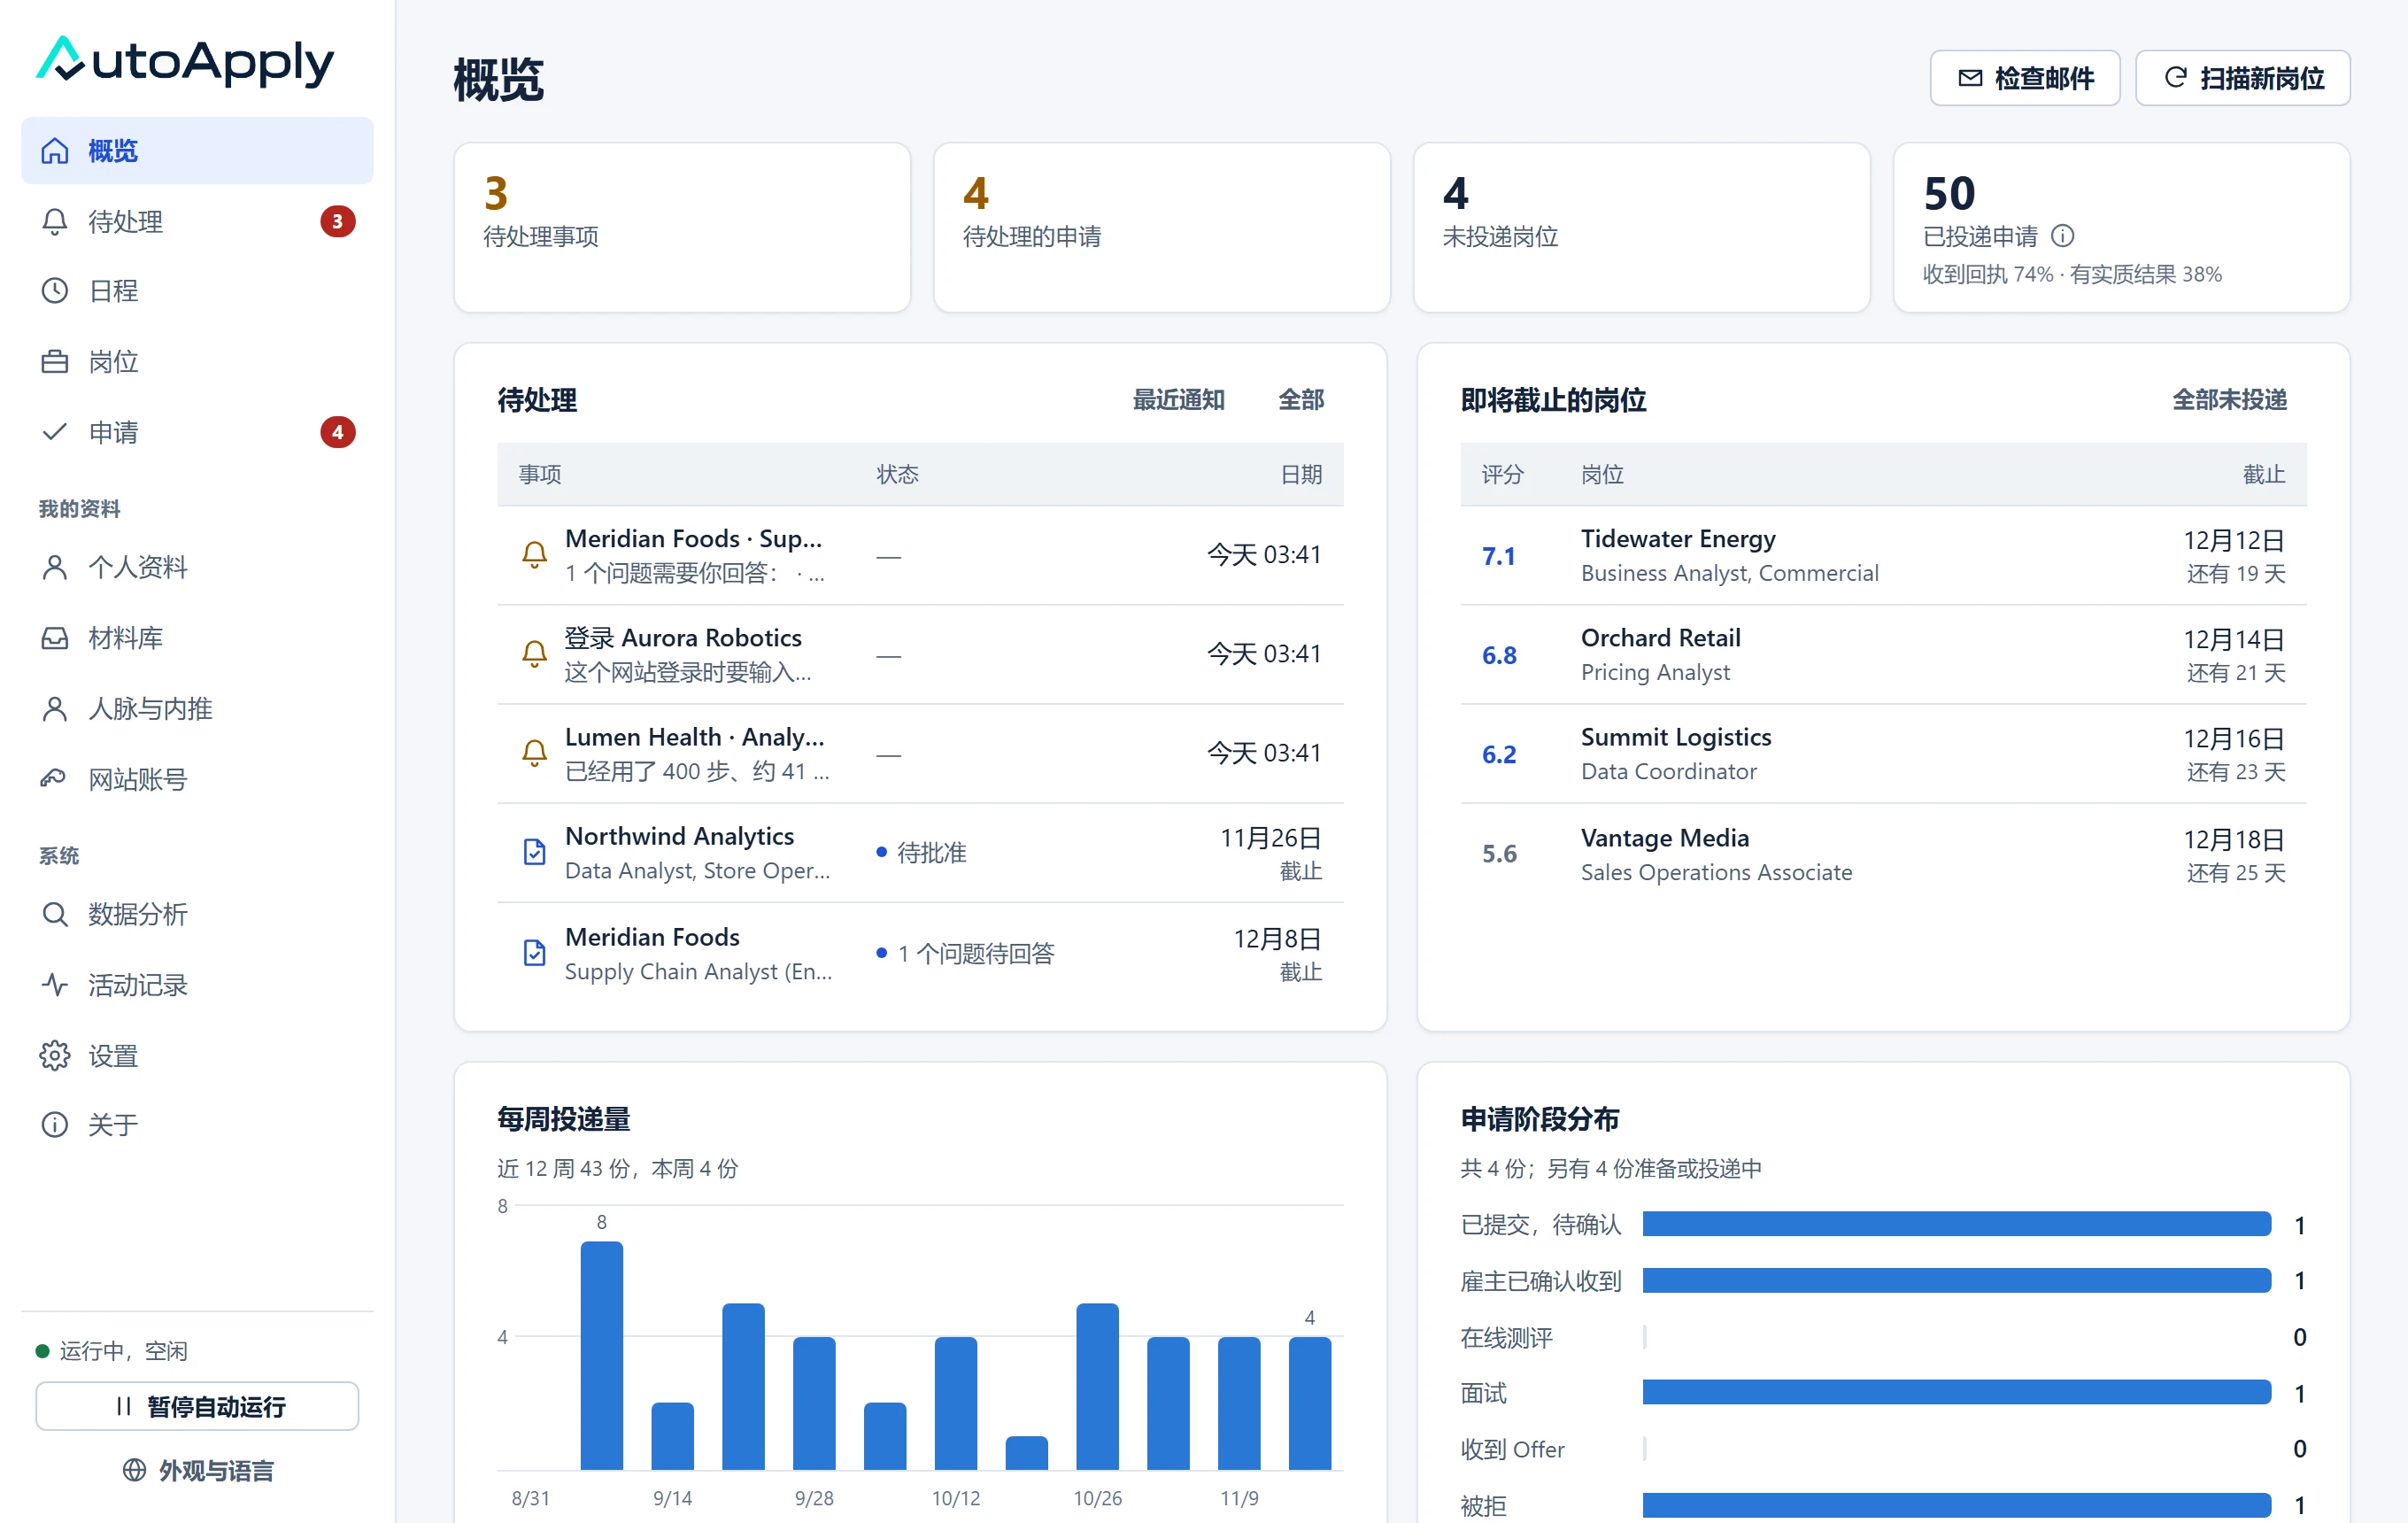 AutoApply
概览
待处理
3
日程
岗位
申请
4
我的资料
个人资料
材料库
人脉与内推
网站账号
系统
数据分析
活动记录
设置
关于
运行中，空闲
暂停自动运行
外观与语言
概览
检查邮件
扫描新岗位
3
待处理事项
4
待处理的申请
4
未投递岗位
50
已投递申请
收到回执 74% · 有实质结果 38%
待处理
最近通知
全部
事项
状态
日期
Meridian Foods · Sup...
1 个问题需要你回答： · ...
—
今天 03:41
登录 Aurora Robotics
这个网站登录时要输入...
—
今天 03:41
Lumen Health · Analy...
已经用了 400 步、约 41 ...
—
今天 03:41
Northwind Analytics
Data Analyst, Store Oper...
待批准
11月26日
截止
Meridian Foods
Supply Chain Analyst (En...
1 个问题待回答
12月8日
截止
即将截止的岗位
全部未投递
评分
岗位
截止
7.1
Tidewater Energy
Business Analyst, Commercial
12月12日
还有 19 天
6.8
Orchard Retail
Pricing Analyst
12月14日
还有 21 天
6.2
Summit Logistics
Data Coordinator
12月16日
还有 23 天
5.6
Vantage Media
Sales Operations Associate
12月18日
还有 25 天
每周投递量
近 12 周 43 份，本周 4 份
8
4
8
4
8/31
9/14
9/28
10/12
10/26
11/9
申请阶段分布
共 4 份；另有 4 份准备或投递中
已提交，待确认
1
雇主已确认收到
1
在线测评
0
面试
1
收到 Offer
0
被拒
1